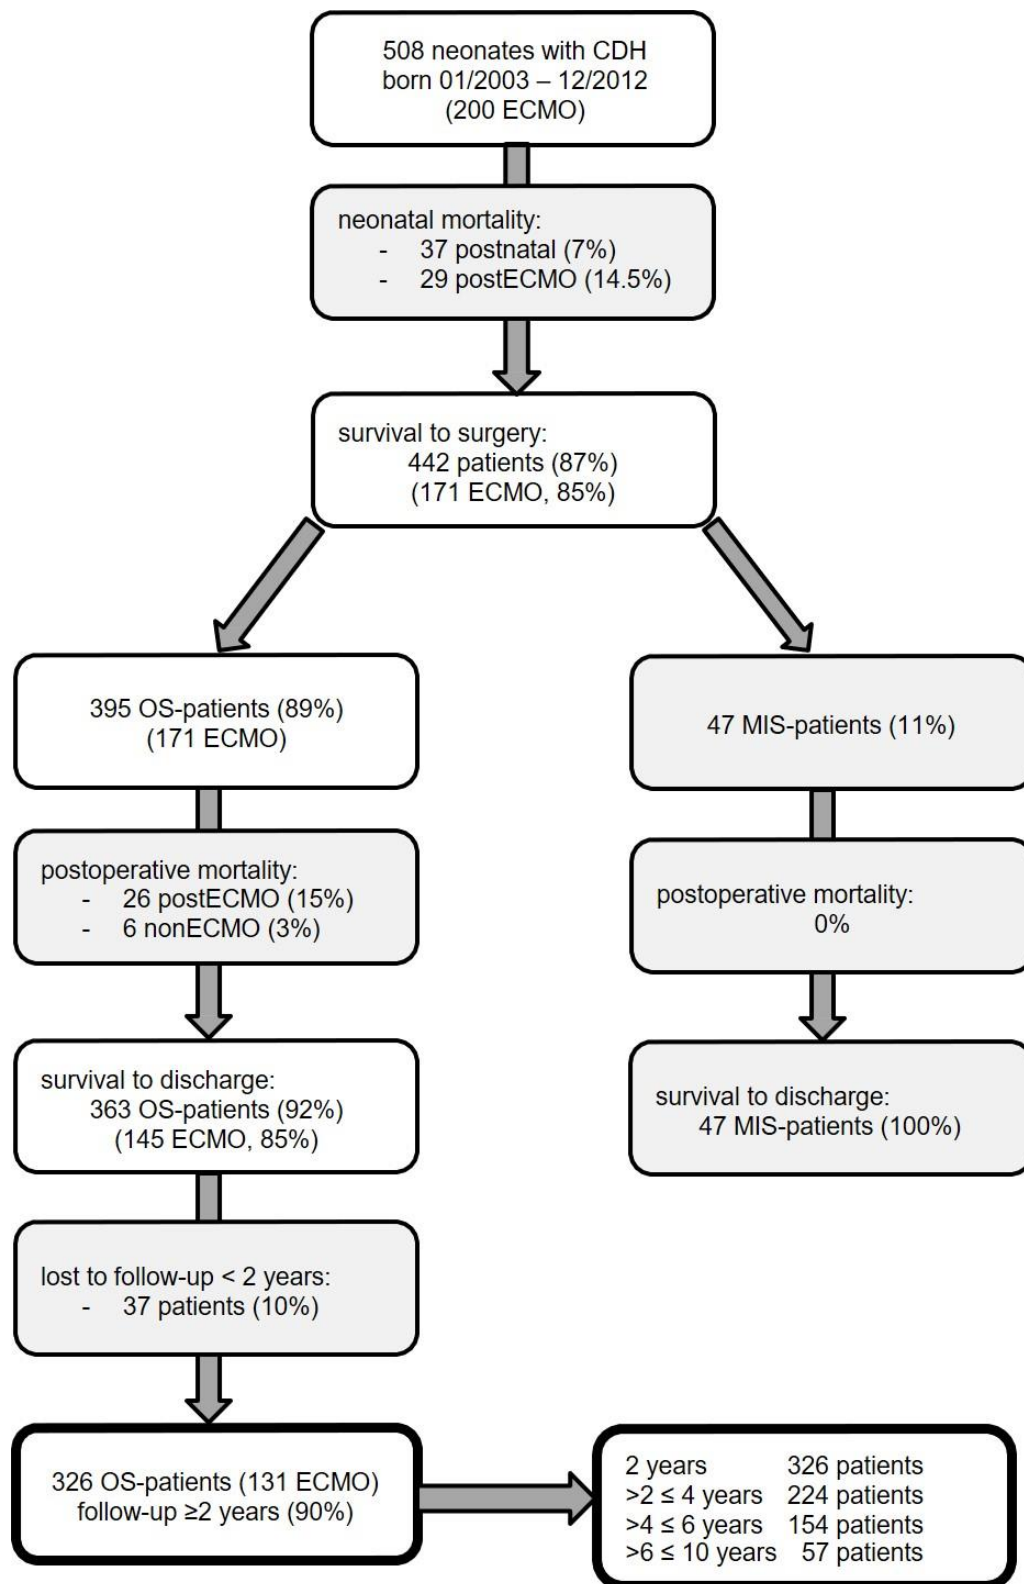 508 neonates with CDH
born 01/2003 – 12/2012
(200 ECMO)
neonatal mortality:
- 37 postnatal (7%)
- 29 postECMO (14.5%)
survival to surgery:
442 patients (87%)
(171 ECMO, 85%)
395 OS-patients (89%)
(171 ECMO)
47 MIS-patients (11%)
postoperative mortality:
- 26 postECMO (15%)
- 6 nonECMO (3%)
postoperative mortality:
0%
survival to discharge:
363 OS-patients (92%)
(145 ECMO, 85%)
survival to discharge:
47 MIS-patients (100%)
lost to follow-up < 2 years:
- 37 patients (10%)
326 OS-patients (131 ECMO)
follow-up ≥2 years (90%)
2 years 326 patients
>2 ≤ 4 years 224 patients
>4 ≤ 6 years 154 patients
>6 ≤ 10 years 57 patients